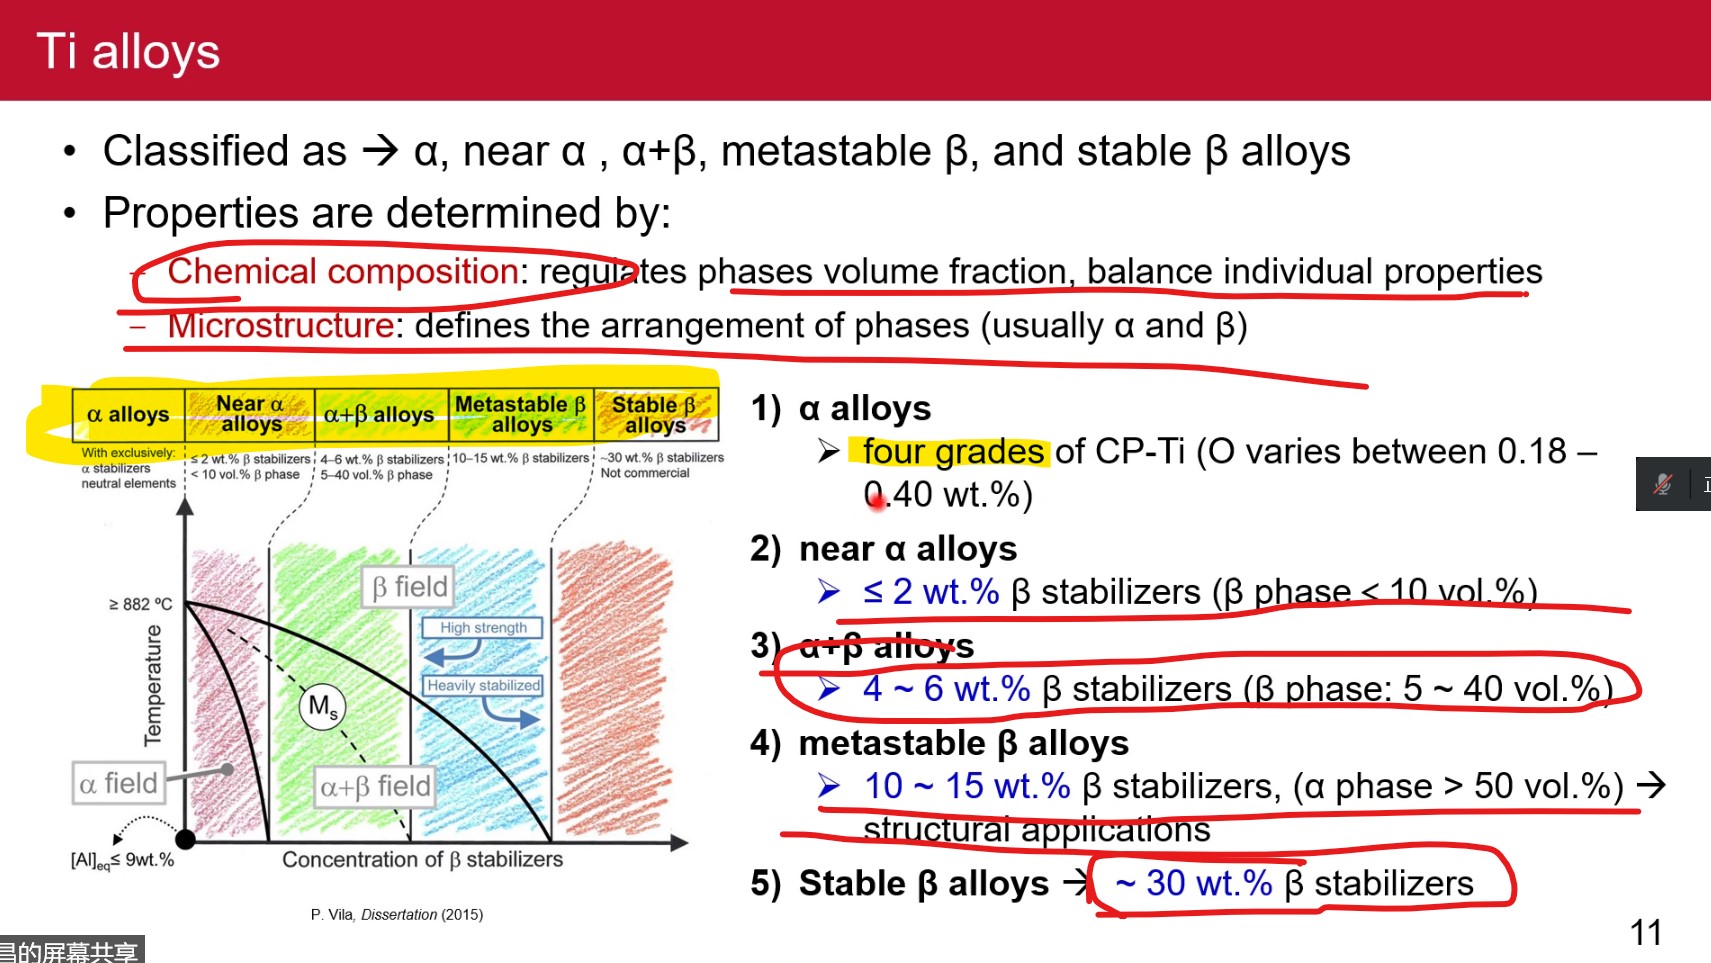 Ti alloys
• Classified as → α, near α , α+β, metastable β, and stable β alloys
• Properties are determined by:
– Chemical composition: regulates phases volume fraction, balance individual properties
– Microstructure: defines the arrangement of phases (usually α and β)
α alloys
Near α
alloys
α+β alloys
Metastable β
alloys
Stable β
alloys
With exclusively:
α stabilizers
neutral elements
≤ 2 wt.% β stabilizers
< 10 vol.% β phase
4–6 wt.% β stabilizers
5–40 vol.% β phase
10–15 wt.% β stabilizers
~30 wt.% β stabilizers
Not commercial
β field
≥ 882 ºC
High strength
Heavily stabilized
Ms
Temperature
α field
α+β field
[Al]eq≤ 9wt.%
Concentration of β stabilizers
P. Vila, Dissertation (2015)
1) α alloys
➢ four grades of CP-Ti (O varies between 0.18 –
0.40 wt.%)
2) near α alloys
➢ ≤ 2 wt.% β stabilizers (β phase < 10 vol.%)
3) α+β alloys
➢ 4 ~ 6 wt.% β stabilizers (β phase: 5 ~ 40 vol.%)
4) metastable β alloys
➢ 10 ~ 15 wt.% β stabilizers, (α phase > 50 vol.%) →
structural applications
5) Stable β alloys → ~ 30 wt.% β stabilizers
11
的屏幕共享